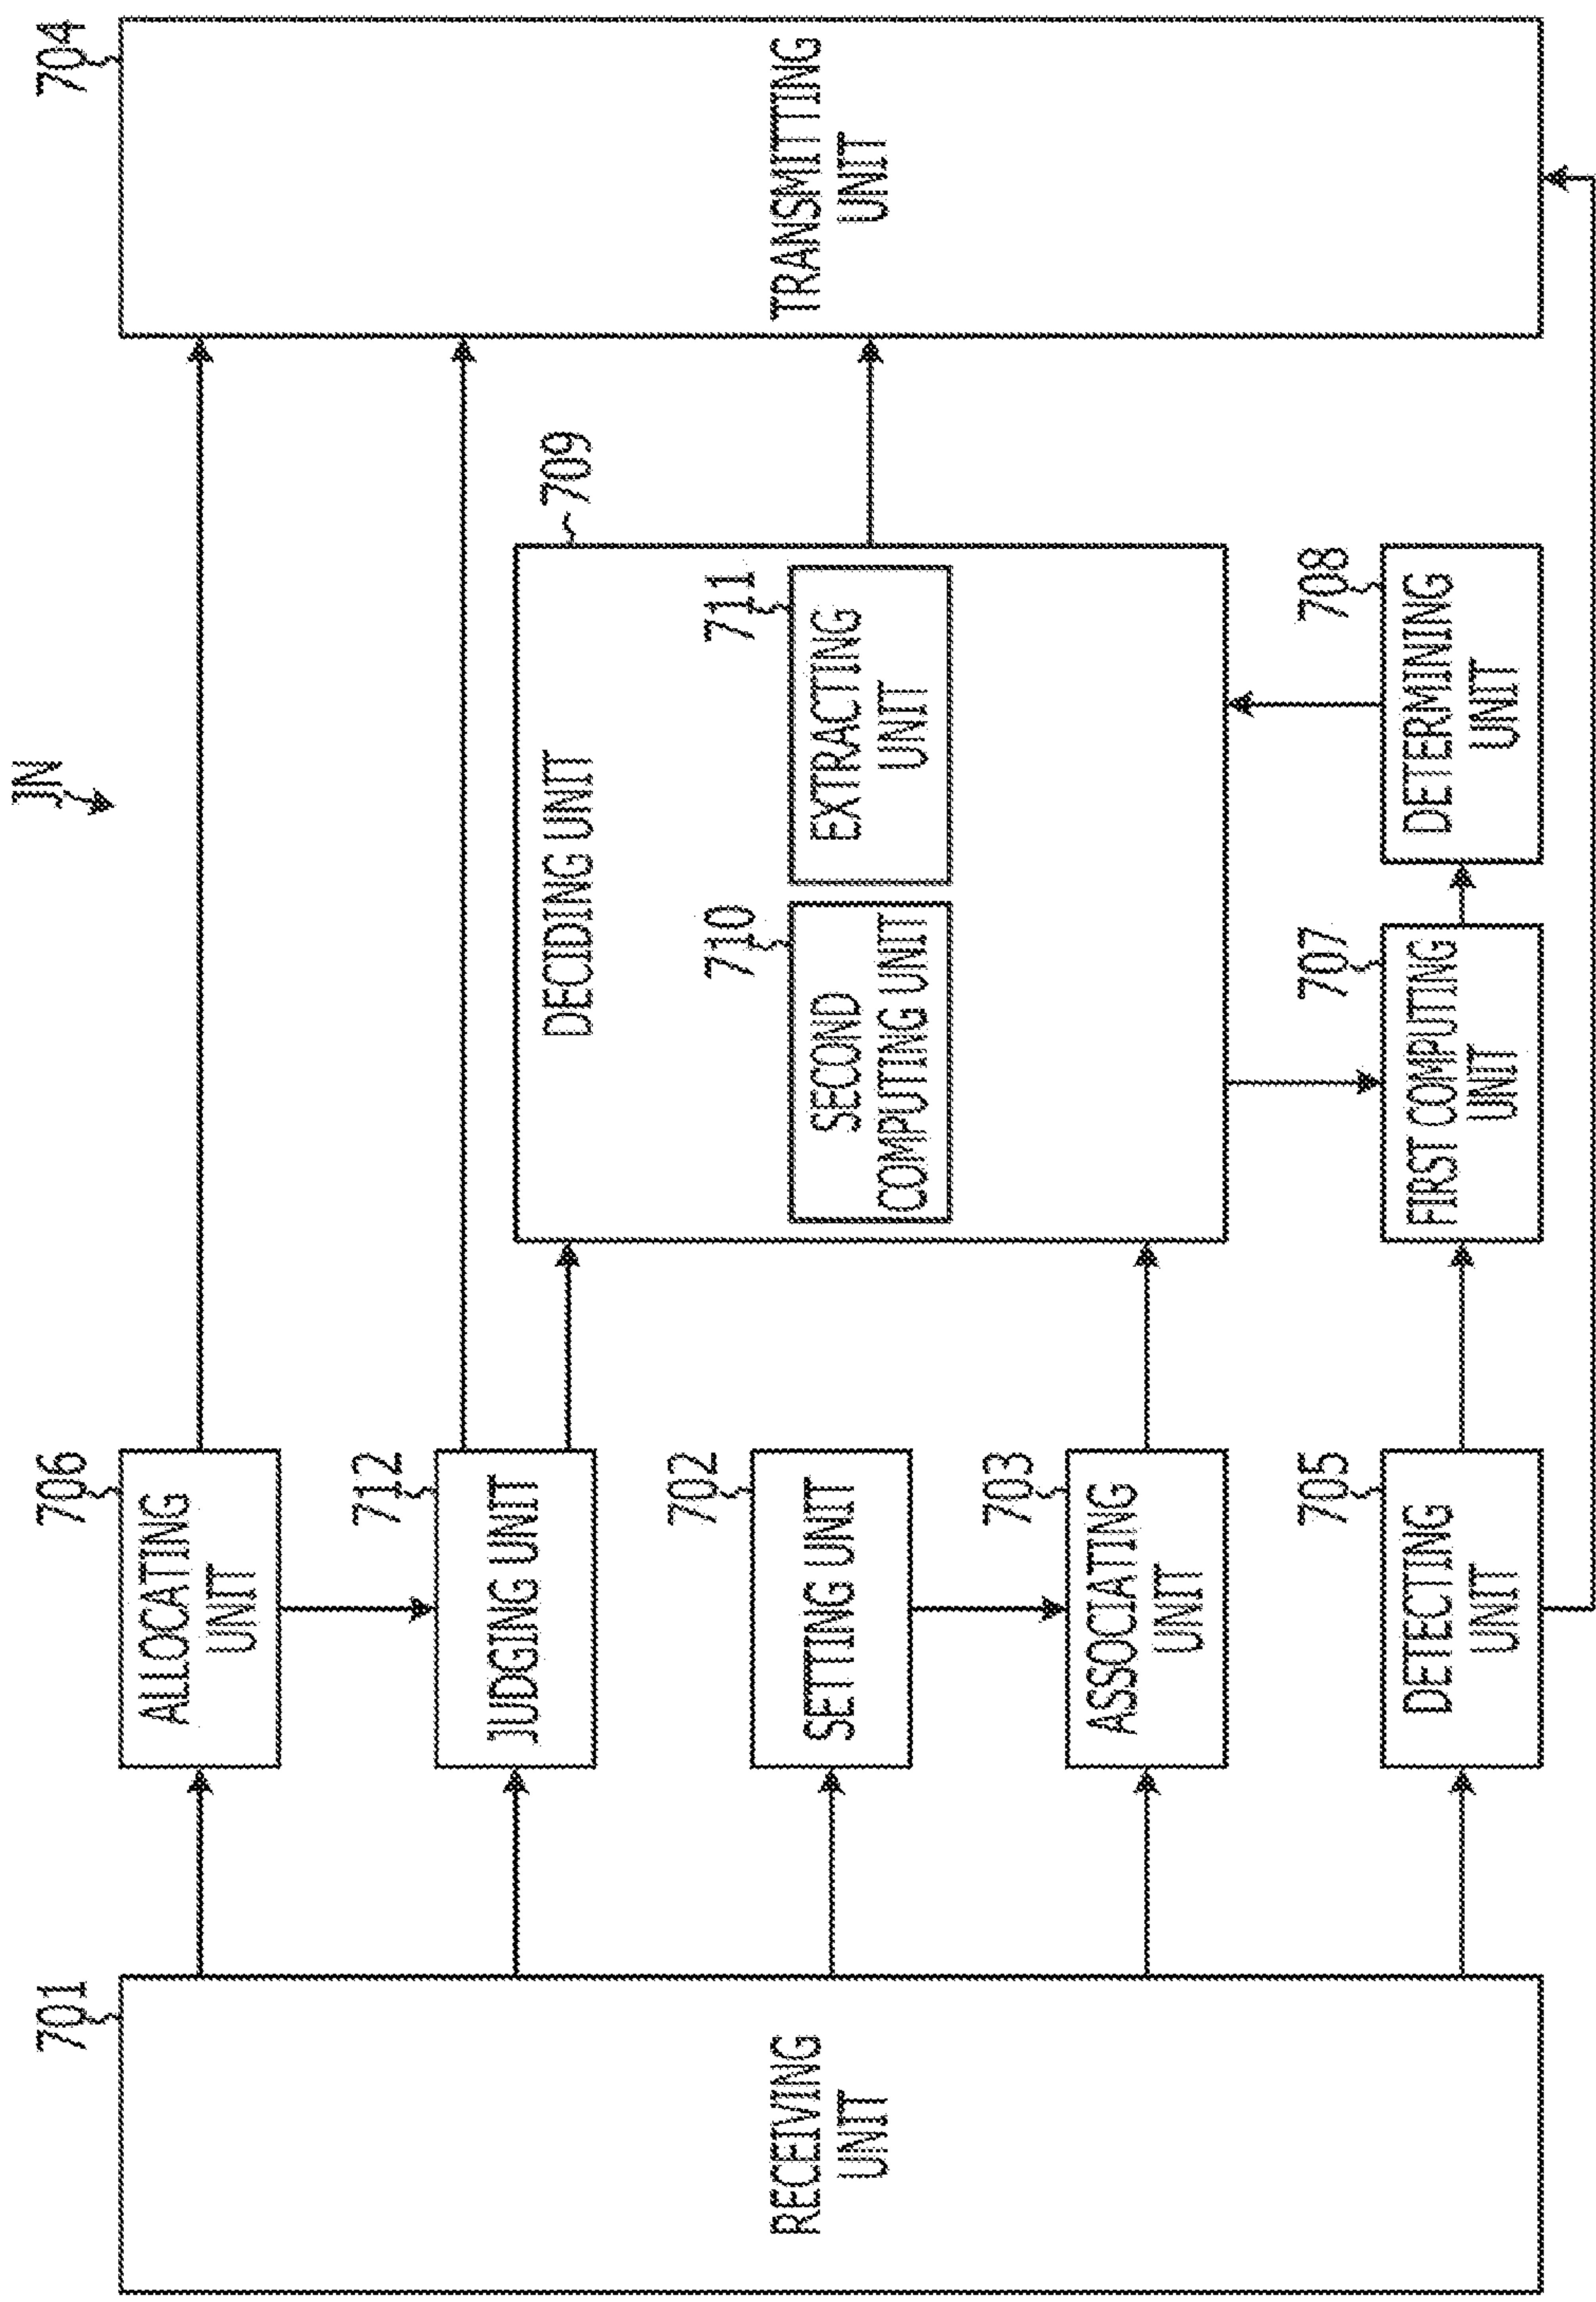 JN
701
RECEIVING
UNIT
706
ALLOCATING
UNIT
712
JUDGING UNIT
702
SETTING UNIT
703
ASSOCIATING
UNIT
705
DETECTING
UNIT
709
DECIDING UNIT
710
SECOND
COMPUTING UNIT
711
EXTRACTING
UNIT
707
FIRST COMPUTING
UNIT
708
DETERMINING
UNIT
704
TRANSMITTING
UNIT